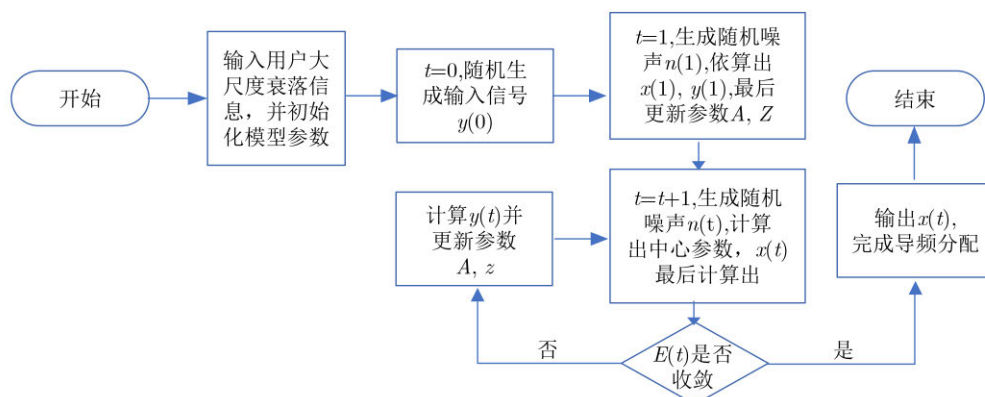 开始
输入用户大
尺度衰落信
息，并初始
化模型参数
t=0,随机生
成输入信号
y(0)
t=1,生成随机噪
声n(1),依算出
x(1), y(1),最后
更新参数A, Z
结束
计算y(t)并
更新参数
A, z
t=t+1,生成随机
噪声n(t),计算
出中心参数，x(t)
最后计算出
输出x(t),
完成导频分配
否
E(t)是否
收敛
是